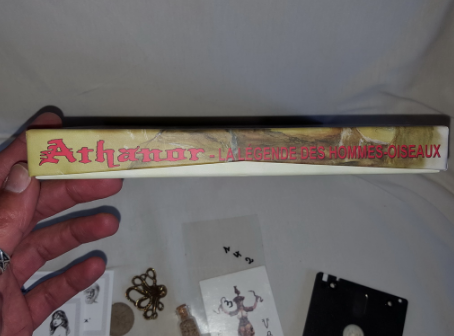 Athanor - LA LEGENDE DES HOMMES-OISEAUX